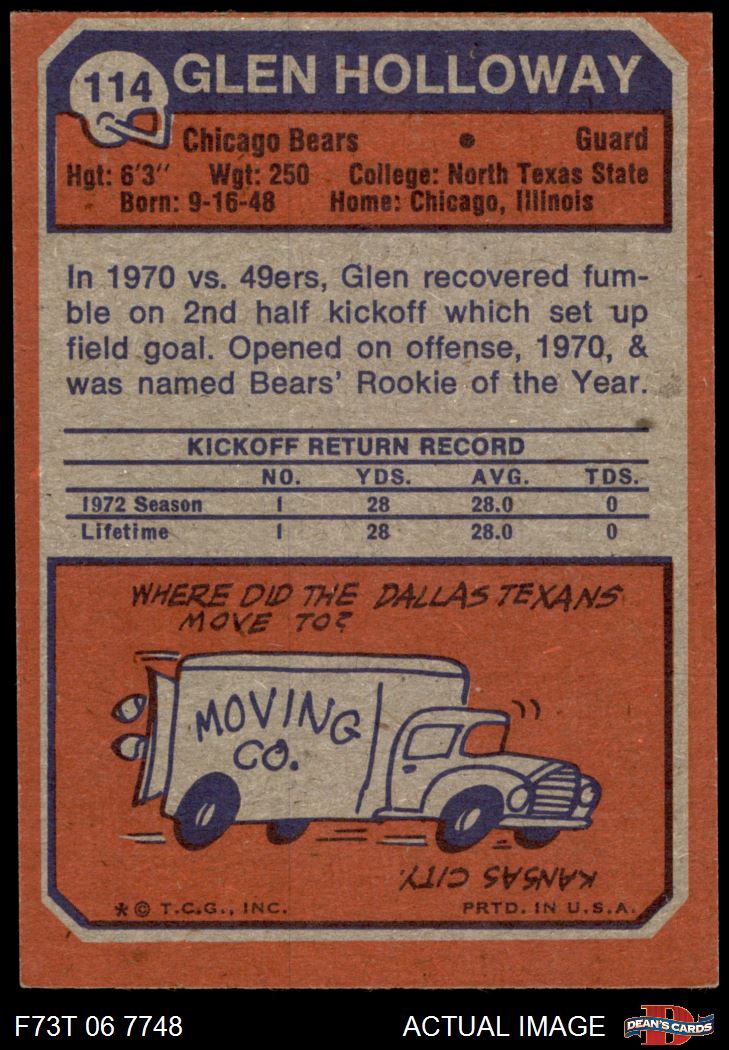 114 GLEN HOLLOWAY
Chicago Bears • Guard
Hgt: 6'3" Wgt: 250 College: North Texas State
Born: 9-16-48 Home: Chicago, Illinois
In 1970 vs. 49ers, Glen recovered fum-
ble on 2nd half kickoff which set up
field goal. Opened on offense, 1970, &
was named Bears' Rookie of the Year.
KICKOFF RETURN RECORD
NO. YDS. AVG. TDS.
1972 Season 1 28 28.0 0
Lifetime 1 28 28.0 0
WHERE DID THE DALLAS TEXANS
MOVE TO?
MOVING
CO.
KANSAS CITY.
* © T.C.G., INC. PRTD. IN U.S.A.
F73T 06 7748 ACTUAL IMAGE D DEAN'S CARDS